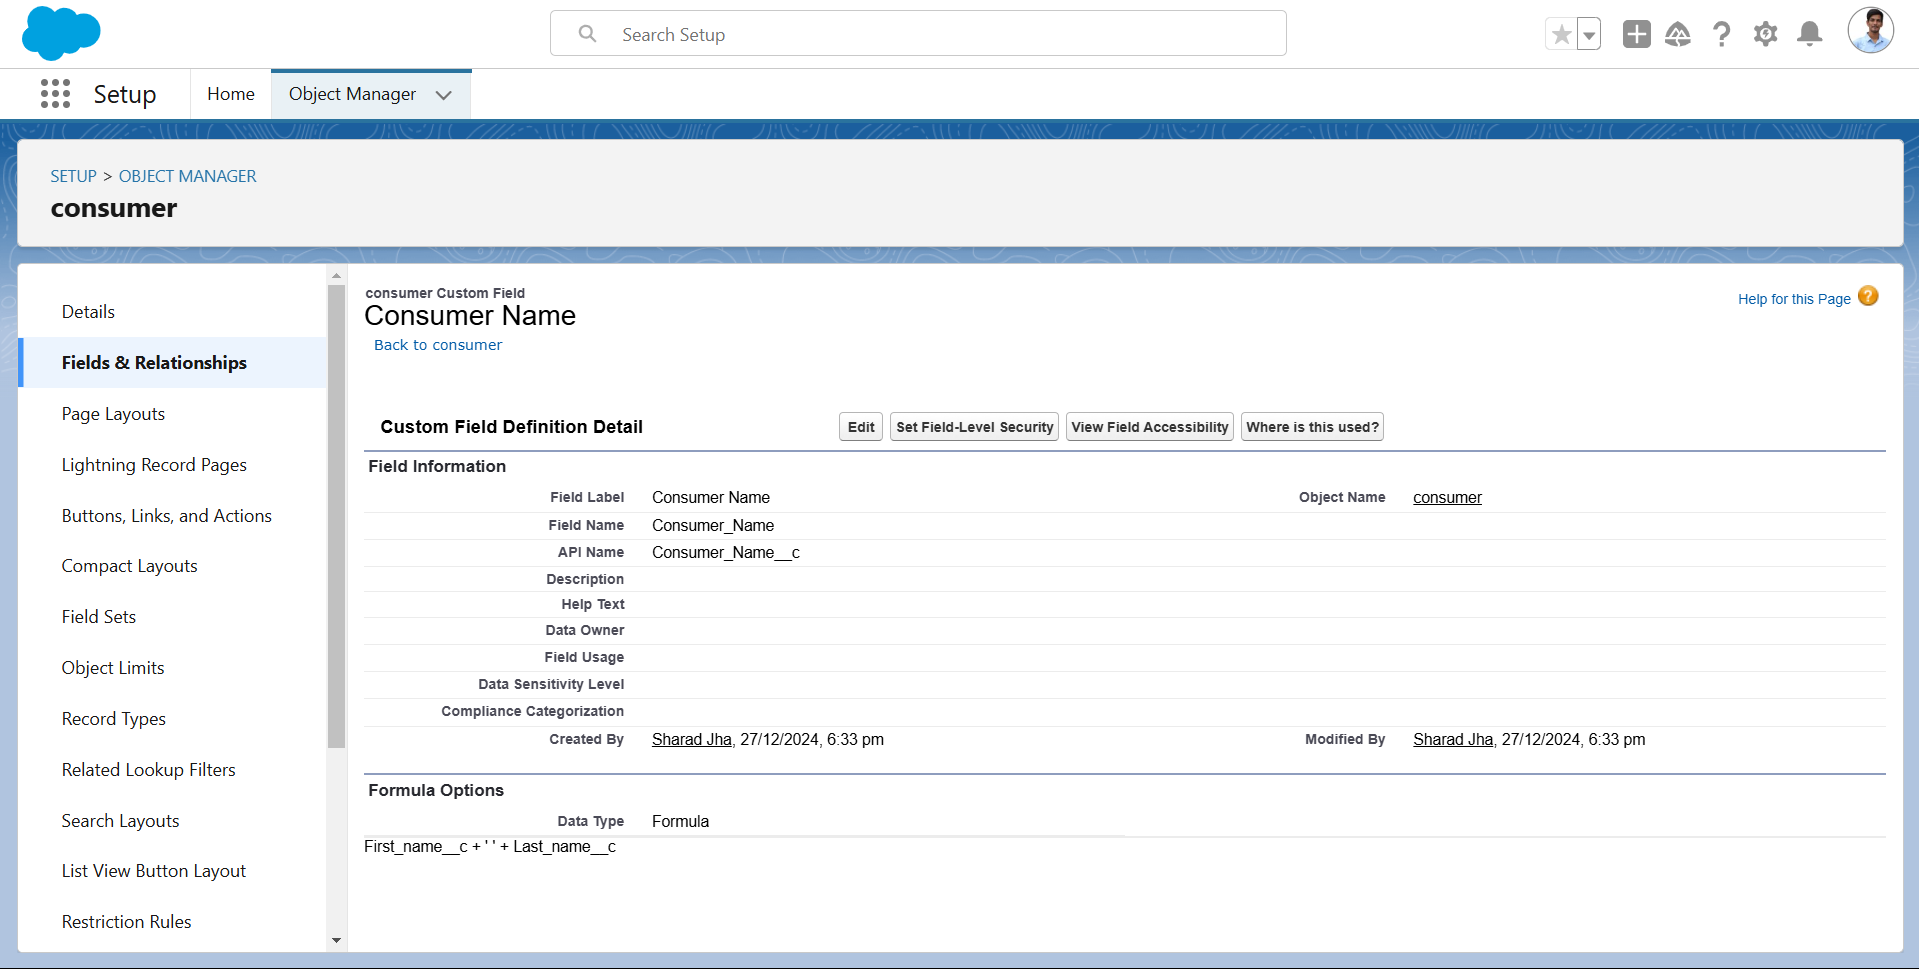 Search Setup
Setup
Home
Object Manager
SETUP > OBJECT MANAGER
consumer
Details
Fields & Relationships
Page Layouts
Lightning Record Pages
Buttons, Links, and Actions
Compact Layouts
Field Sets
Object Limits
Record Types
Related Lookup Filters
Search Layouts
List View Button Layout
Restriction Rules
consumer Custom Field
Consumer Name
Back to consumer
Help for this Page ?
Custom Field Definition Detail
Edit
Set Field-Level Security
View Field Accessibility
Where is this used?
Field Information
Field Label Consumer Name Object Name consumer
Field Name Consumer_Name
API Name Consumer_Name__c
Description
Help Text
Data Owner
Field Usage
Data Sensitivity Level
Compliance Categorization
Created By Sharad Jha, 27/12/2024, 6:33 pm Modified By Sharad Jha, 27/12/2024, 6:33 pm
Formula Options
Data Type Formula
First_name__c + ' ' + Last_name__c